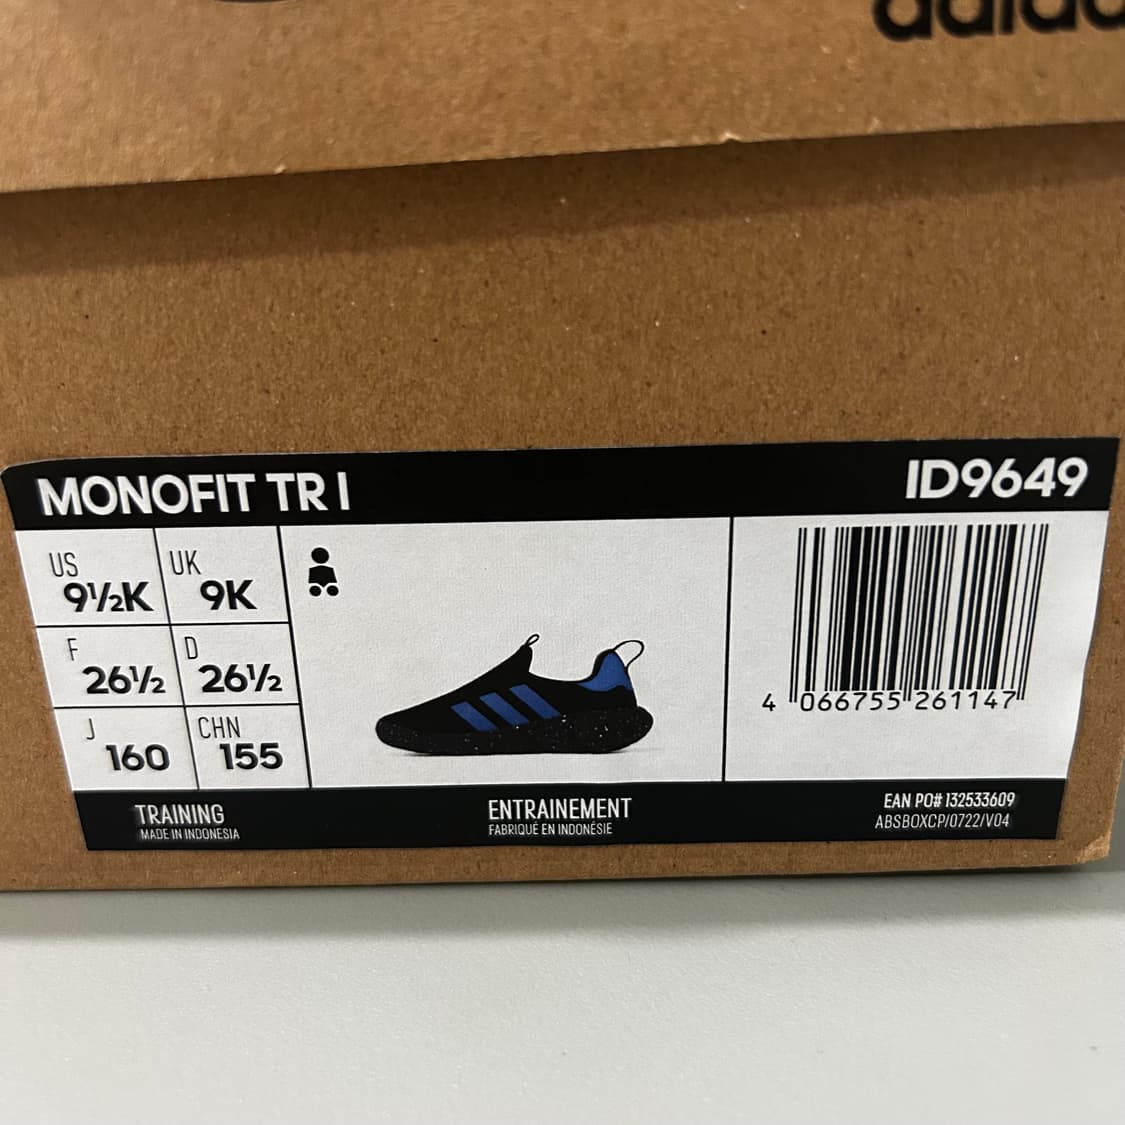 adidas
MONOFIT TR I
ID9649
US
9½K
UK
9K
F
26½
D
26½
J
160
CHN
155
4 066755 261147
TRAINING
MADE IN INDONESIA
ENTRAINEMENT
FABRIQUÉ EN INDONÉSIE
EAN PO# 132533609
ABSBOXCP/0722/V04